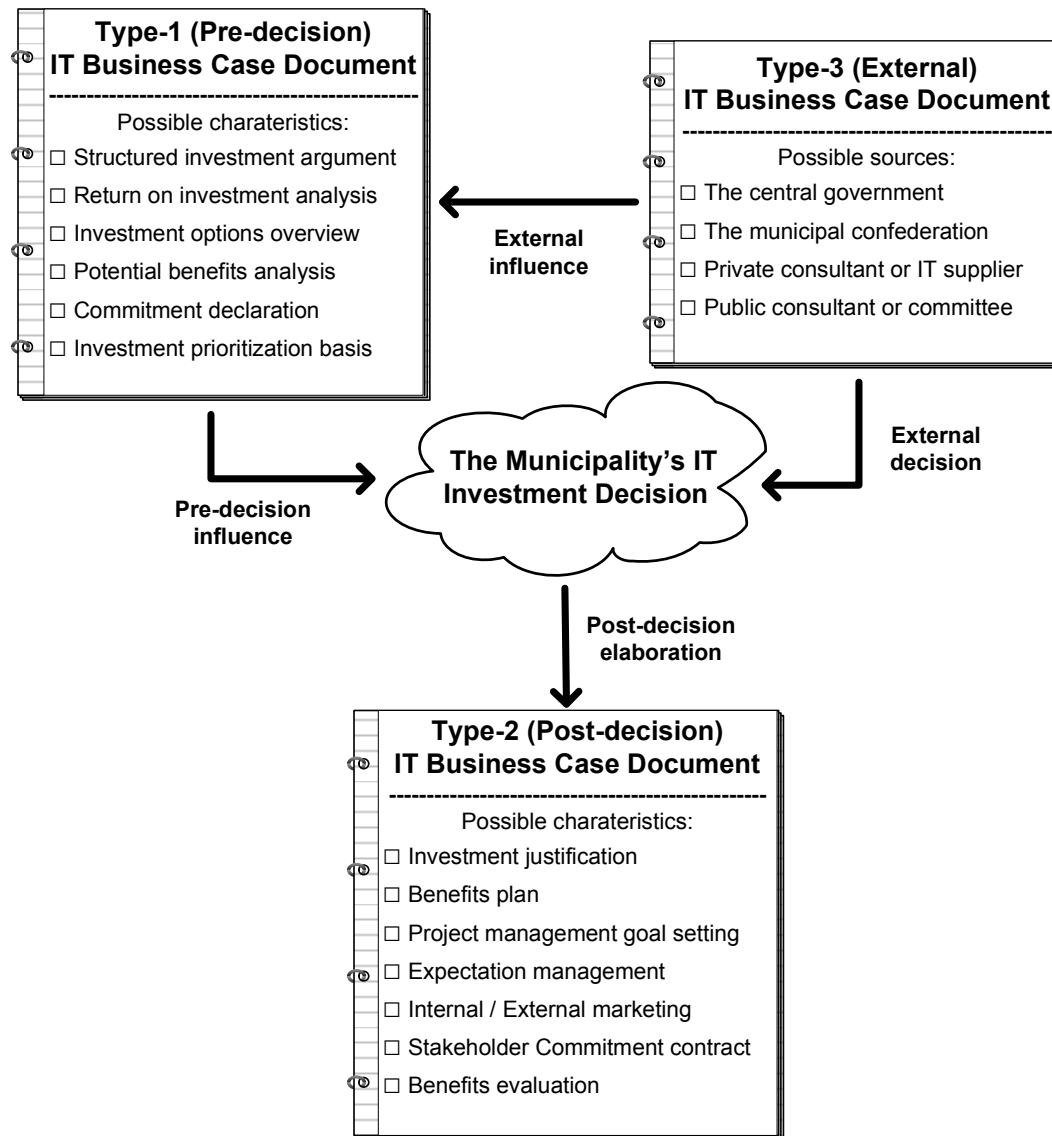 Type-1 (Pre-decision)
IT Business Case Document
Possible charateristics:
□ Structured investment argument
□ Return on investment analysis
□ Investment options overview
□ Potential benefits analysis
□ Commitment declaration
□ Investment prioritization basis
Type-3 (External)
IT Business Case Document
Possible sources:
□ The central government
□ The municipal confederation
□ Private consultant or IT supplier
□ Public consultant or committee
External
influence
External
decision
Pre-decision
influence
The Municipality's IT
Investment Decision
Post-decision
elaboration
Type-2 (Post-decision)
IT Business Case Document
Possible charateristics:
□ Investment justification
□ Benefits plan
□ Project management goal setting
□ Expectation management
□ Internal / External marketing
□ Stakeholder Commitment contract
□ Benefits evaluation